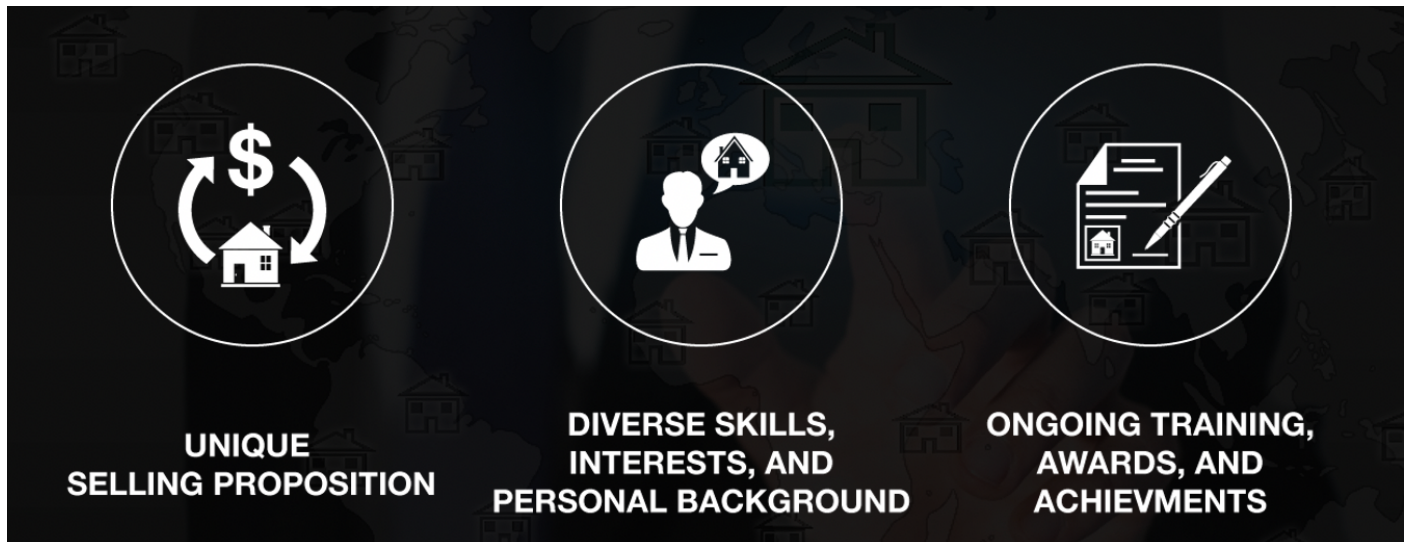 $
UNIQUE
SELLING PROPOSITION
DIVERSE SKILLS,
INTERESTS, AND
PERSONAL BACKGROUND
ONGOING TRAINING,
AWARDS, AND
ACHIEVMENTS